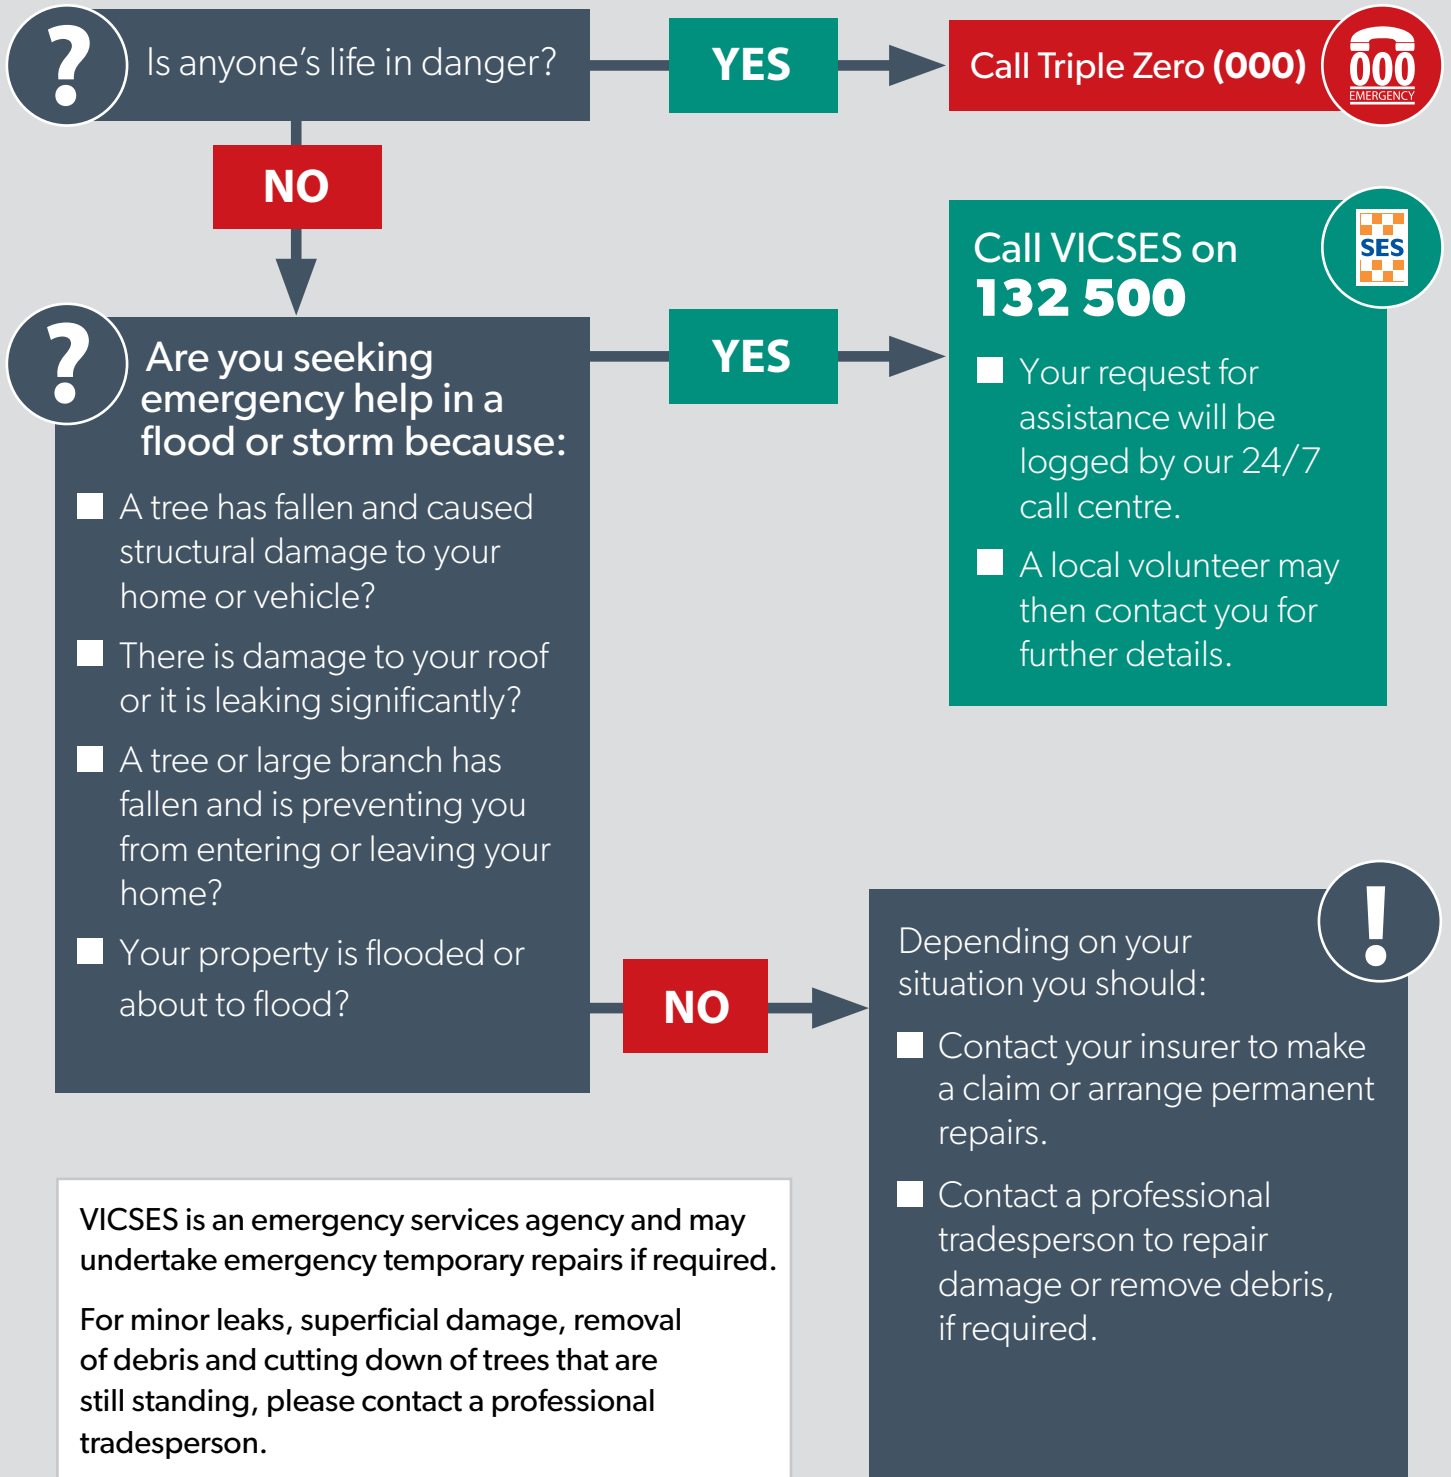 ? Is anyone's life in danger?
YES
Call Triple Zero (000)
000
EMERGENCY
NO
? Are you seeking
emergency help in a
flood or storm because:
A tree has fallen and caused
structural damage to your
home or vehicle?
There is damage to your roof
or it is leaking significantly?
A tree or large branch has
fallen and is preventing you
from entering or leaving your
home?
Your property is flooded or
about to flood?
YES
Call VICSES on
132 500
SES
Your request for
assistance will be
logged by our 24/7
call centre.
A local volunteer may
then contact you for
further details.
NO
!
Depending on your
situation you should:
Contact your insurer to make
a claim or arrange permanent
repairs.
Contact a professional
tradesperson to repair
damage or remove debris,
if required.
VICSES is an emergency services agency and may
undertake emergency temporary repairs if required.
For minor leaks, superficial damage, removal
of debris and cutting down of trees that are
still standing, please contact a professional
tradesperson.